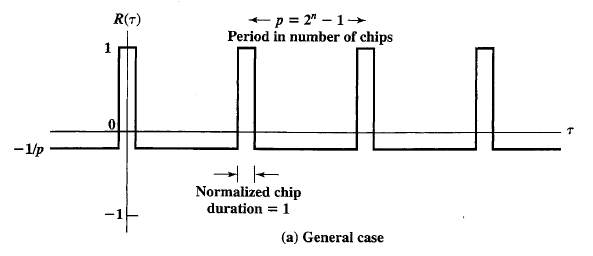 R(τ)
p = 2ⁿ − 1
Period in number of chips
1
0
τ
−1/p
Normalized chip
duration = 1
−1
(a) General case